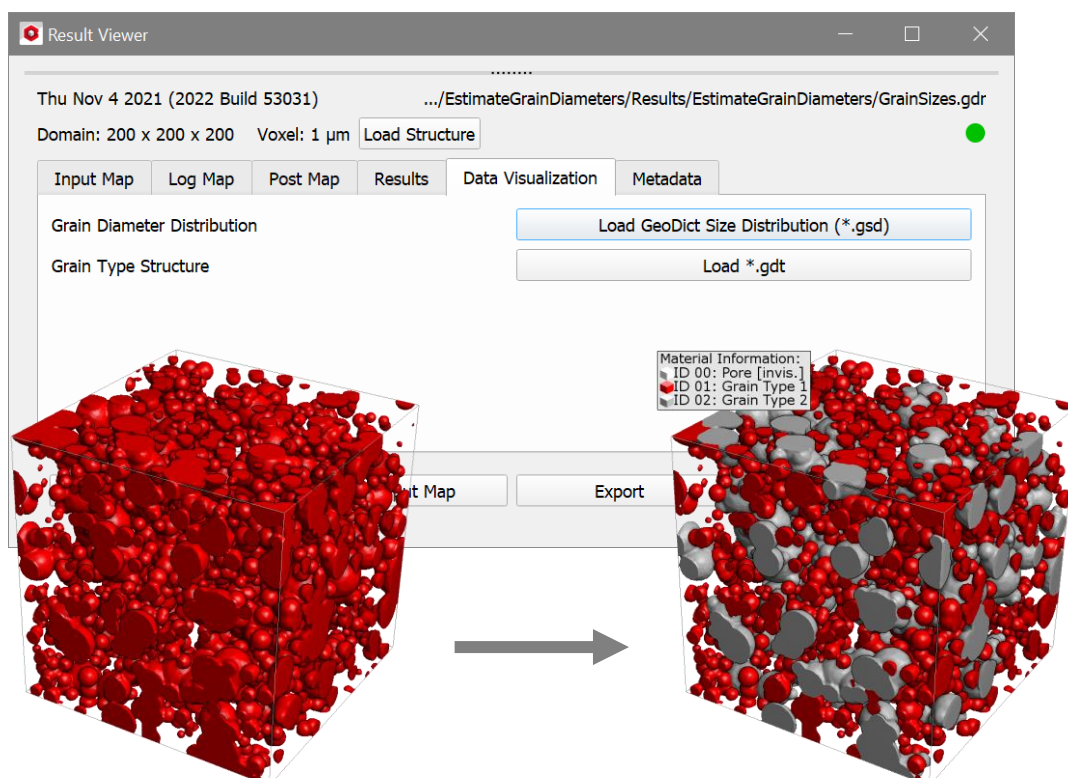 Result Viewer
Thu Nov 4 2021 (2022 Build 53031) .../EstimateGrainDiameters/Results/EstimateGrainDiameters/GrainSizes.gdr
Domain: 200 x 200 x 200 Voxel: 1 µm Load Structure
Input Map Log Map Post Map Results Data Visualization Metadata
Grain Diameter Distribution Load GeoDict Size Distribution (*.gsd)
Grain Type Structure Load *.gdt
Material Information:
ID 00: Pore [invis.]
ID 01: Grain Type 1
ID 02: Grain Type 2
Map Export